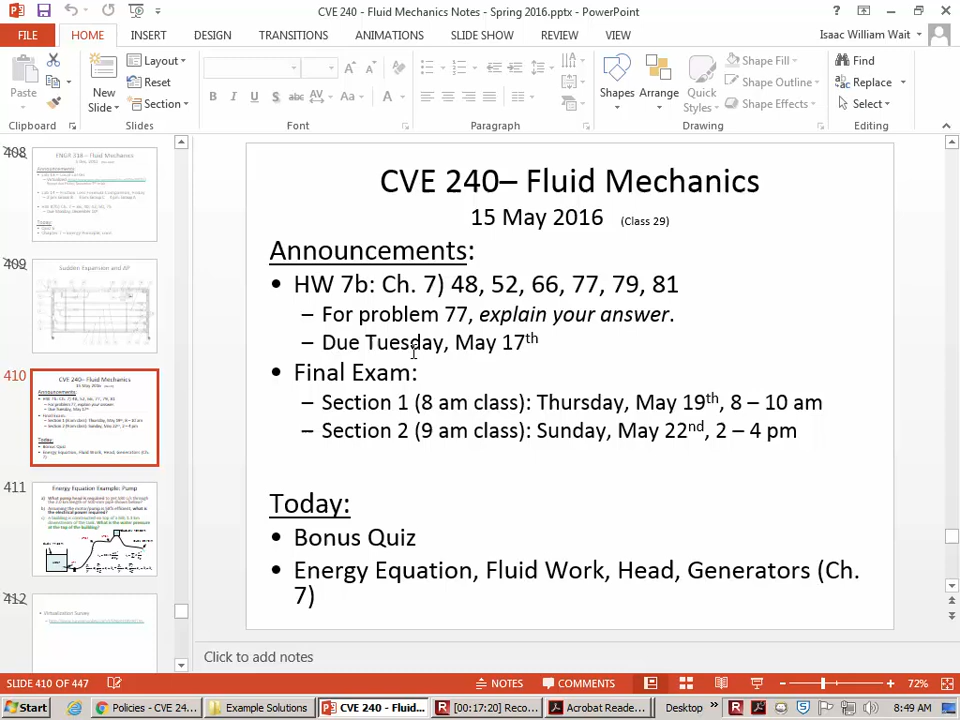 CVE 240 - Fluid Mechanics Notes - Spring 2016.pptx - PowerPoint
FILE HOME INSERT DESIGN TRANSITIONS ANIMATIONS SLIDE SHOW REVIEW VIEW Isaac William Wait
Paste
New
Slide
Layout
Reset
Section
Shapes
Arrange
Quick
Styles
Shape Fill
Shape Outline
Shape Effects
Find
Replace
Select
Clipboard Slides Font Paragraph Drawing Editing
408
409
Sudden Expansion and ΔP
410
411
Energy Equation Example: Pump
412
CVE 240– Fluid Mechanics
15 May 2016 (Class 29)
Announcements:
• HW 7b: Ch. 7) 48, 52, 66, 77, 79, 81
– For problem 77, explain your answer.
– Due Tuesday, May 17th
• Final Exam:
– Section 1 (8 am class): Thursday, May 19th, 8 – 10 am
– Section 2 (9 am class): Sunday, May 22nd, 2 – 4 pm
Today:
• Bonus Quiz
• Energy Equation, Fluid Work, Head, Generators (Ch.
7)
Click to add notes
SLIDE 410 OF 447 NOTES COMMENTS 72%
Start Policies - CVE 24... Example Solutions CVE 240 - Fluid... [00:17:20] Reco... Acrobat Reade... Desktop 8:49 AM